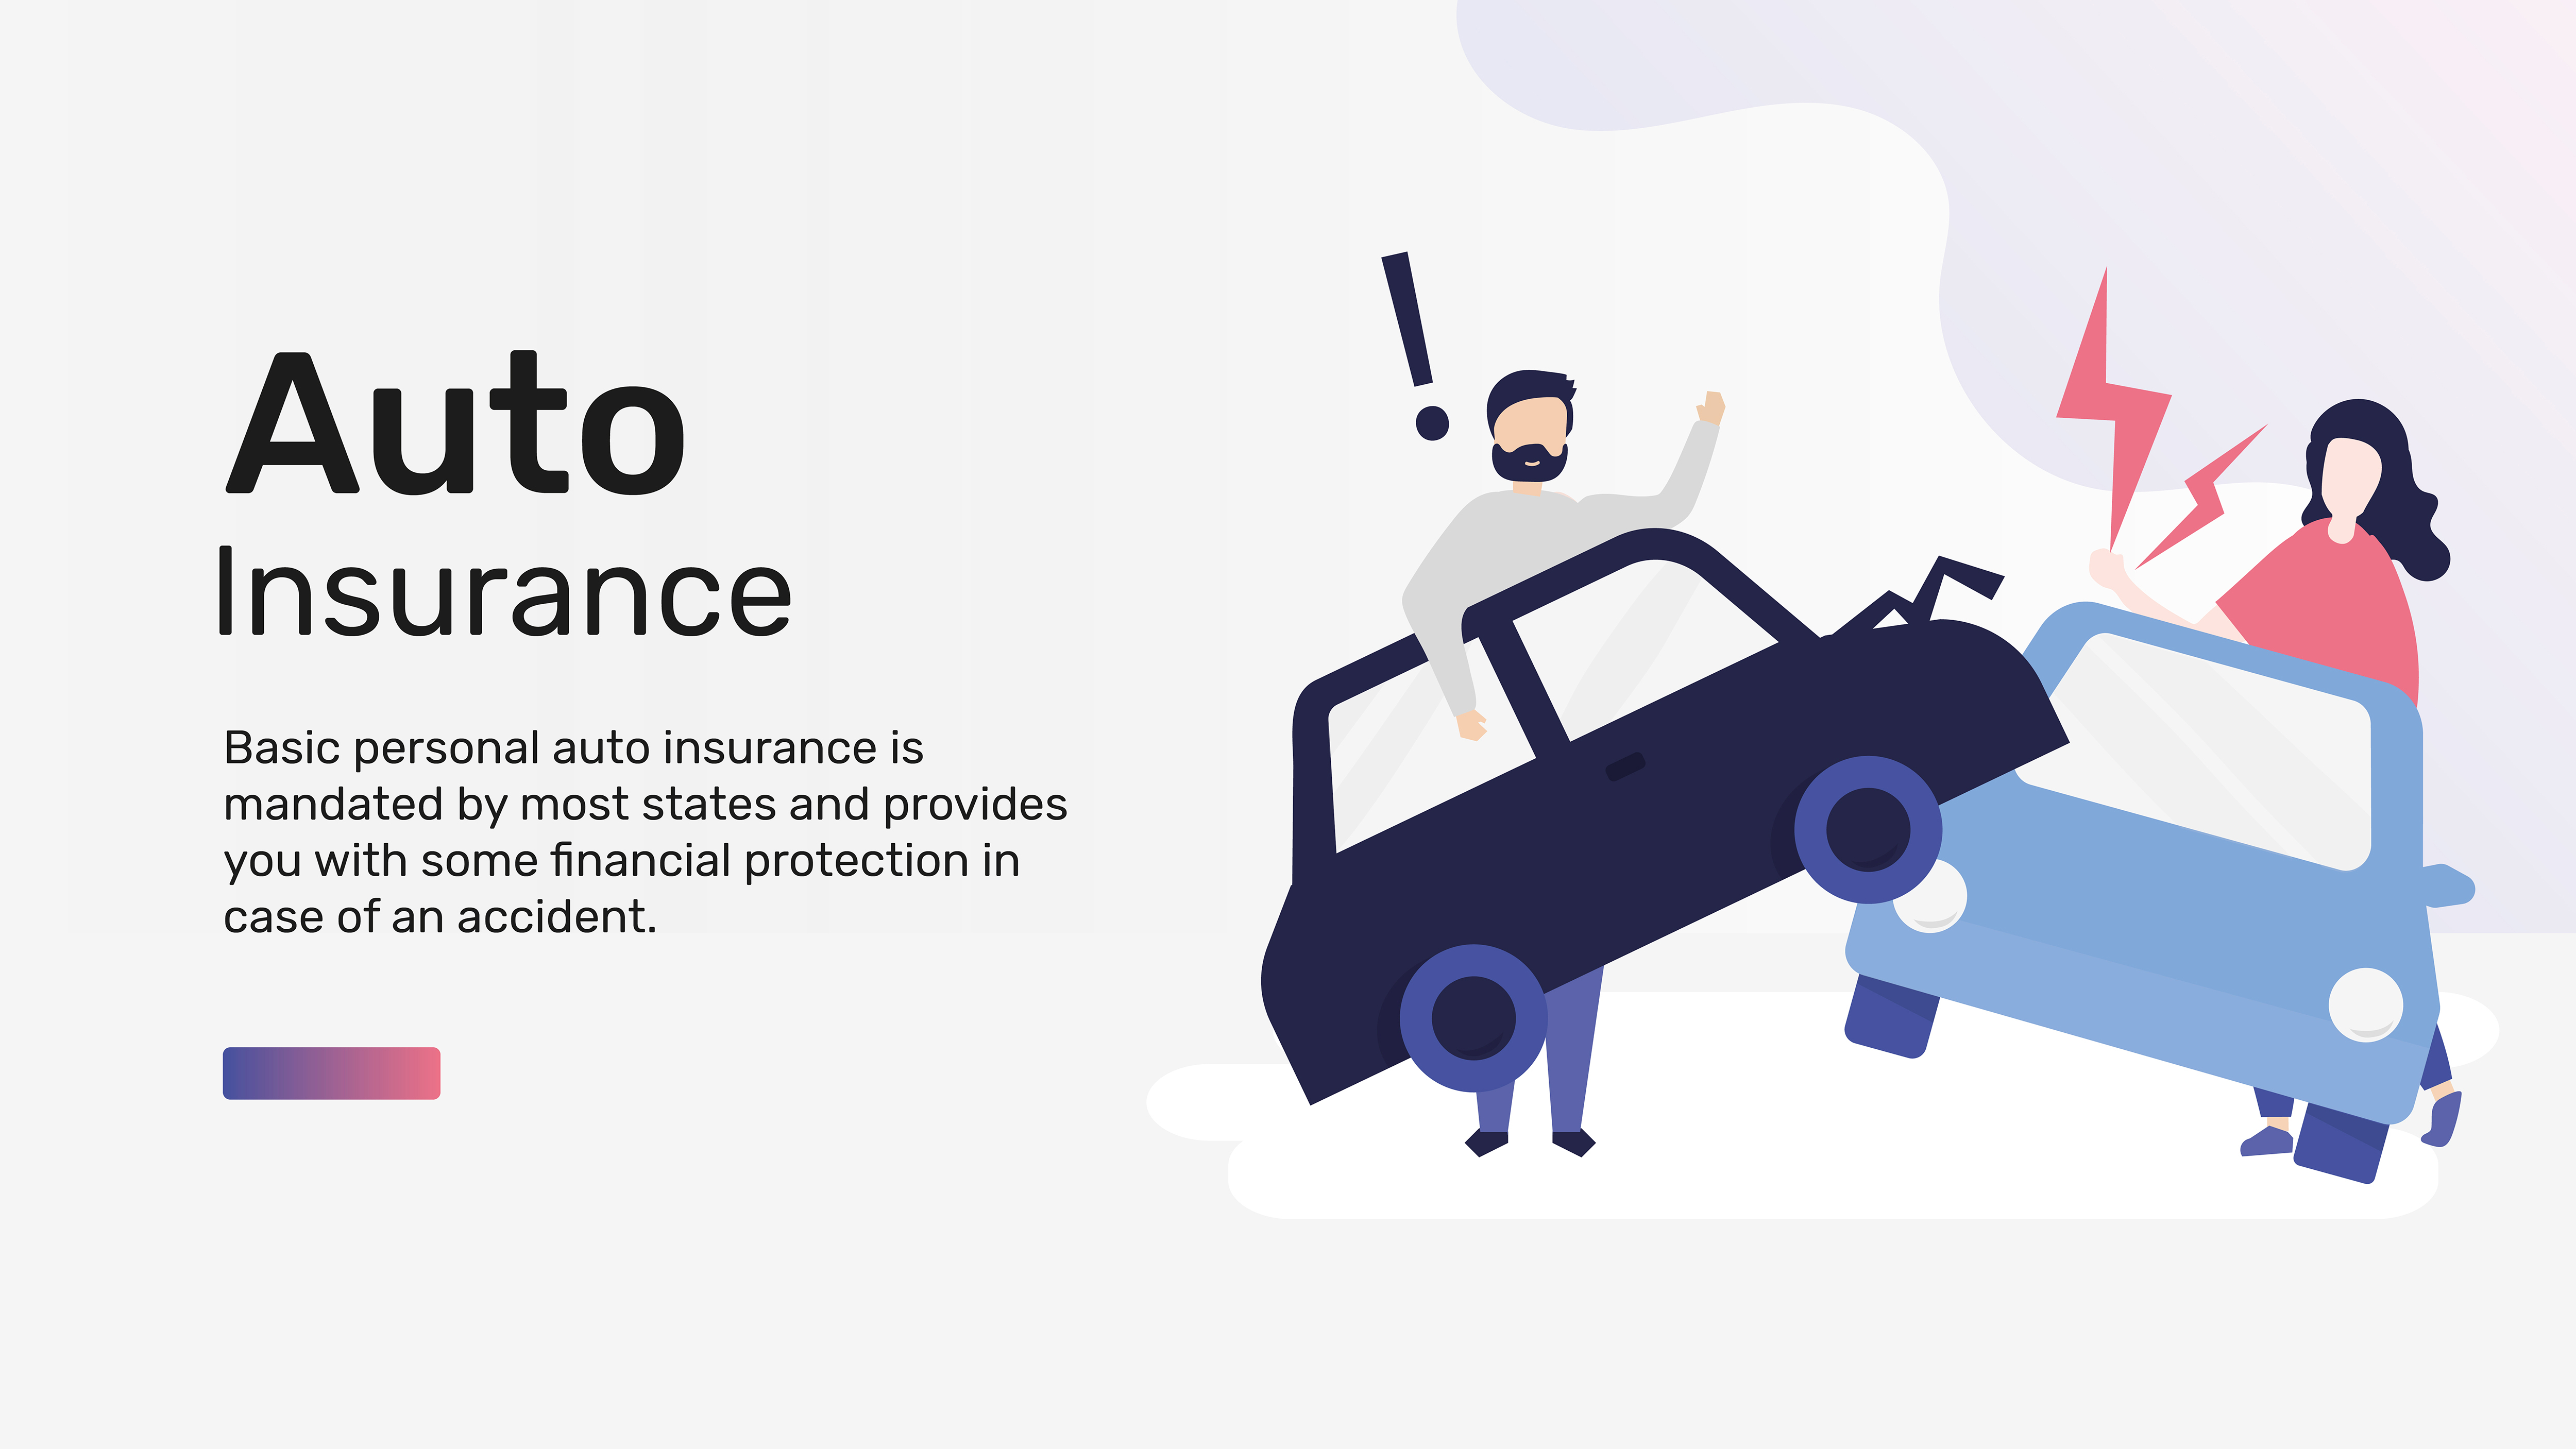 Auto
Insurance
Basic personal auto insurance is
mandated by most states and provides
you with some financial protection in
case of an accident.